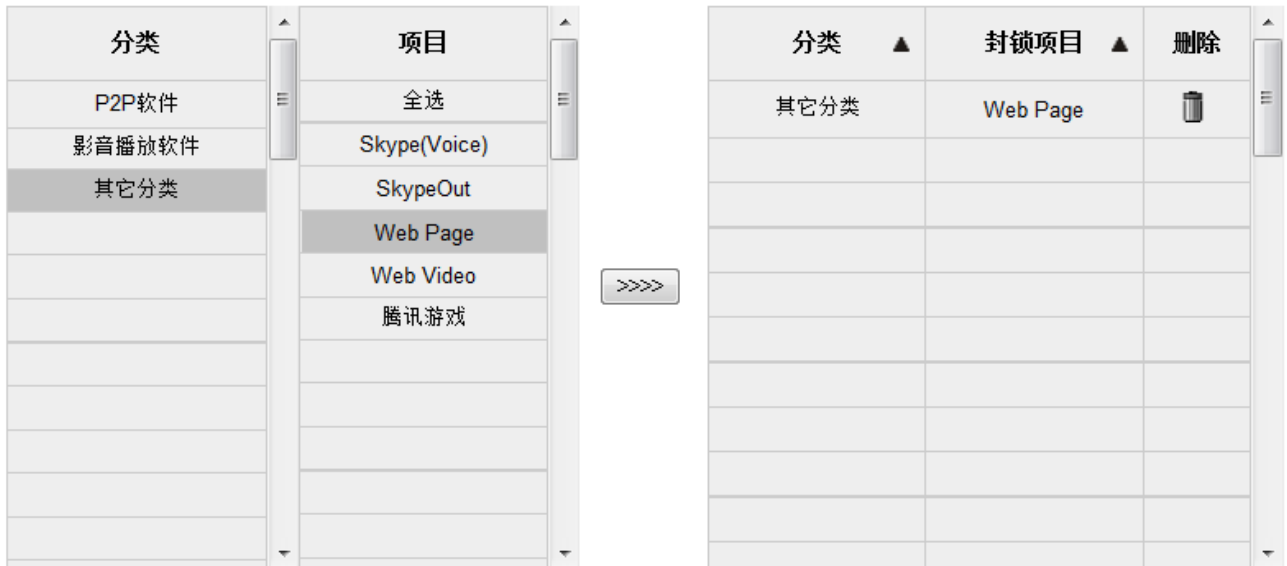 分类 项目 分类 ▲ 封锁项目 ▲ 删除
P2P软件 全选 其它分类 Web Page
影音播放软件 Skype(Voice)
其它分类 SkypeOut
Web Page
Web Video
>>>>
腾讯游戏